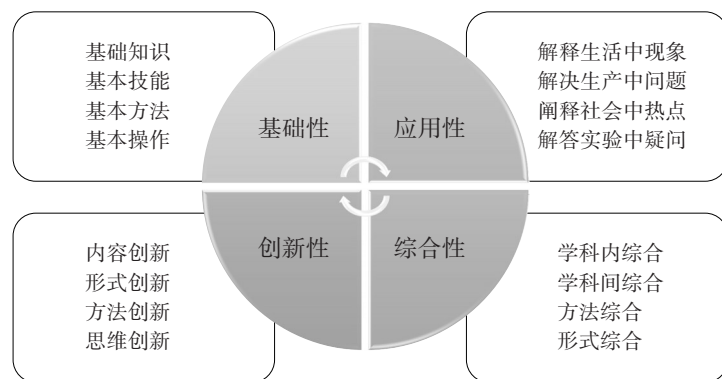 基础知识
基本技能
基本方法
基本操作
基础性
应用性
解释生活中现象
解决生产中问题
阐释社会中热点
解答实验中疑问
内容创新
形式创新
方法创新
思维创新
创新性
综合性
学科内综合
学科间综合
方法综合
形式综合